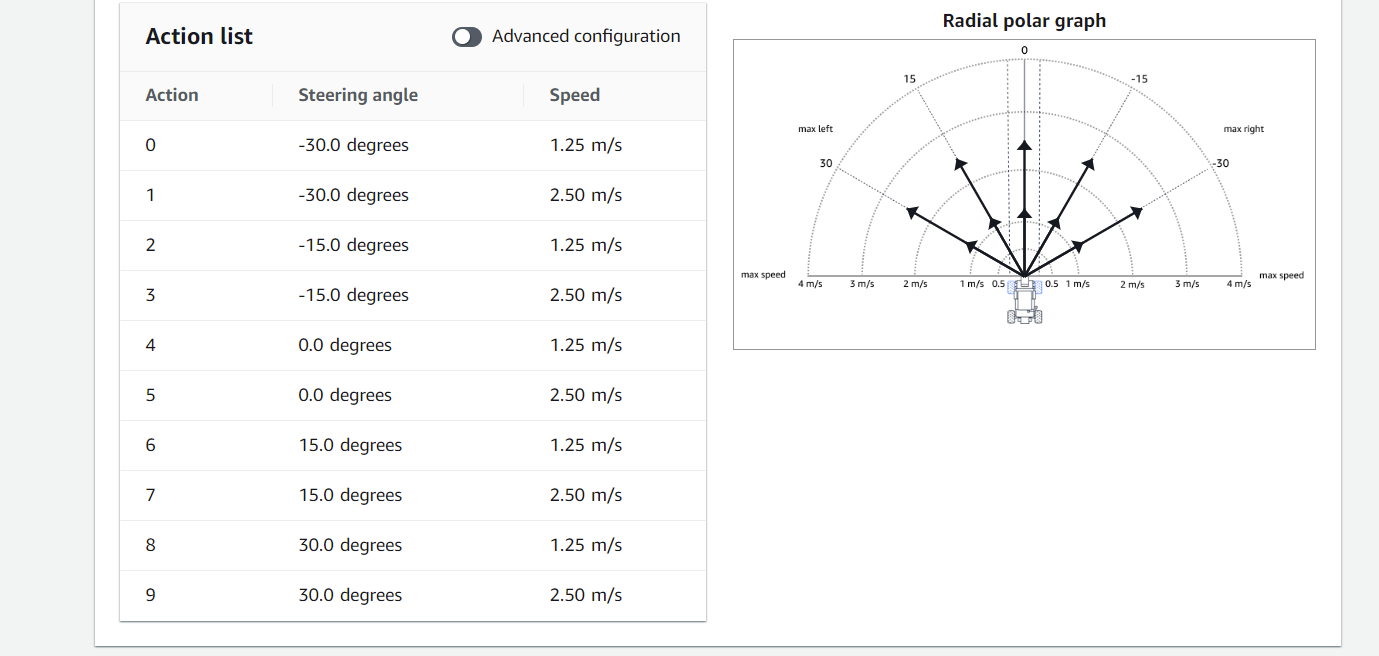 Action list
Advanced configuration
Action Steering angle Speed
0 -30.0 degrees 1.25 m/s
1 -30.0 degrees 2.50 m/s
2 -15.0 degrees 1.25 m/s
3 -15.0 degrees 2.50 m/s
4 0.0 degrees 1.25 m/s
5 0.0 degrees 2.50 m/s
6 15.0 degrees 1.25 m/s
7 15.0 degrees 2.50 m/s
8 30.0 degrees 1.25 m/s
9 30.0 degrees 2.50 m/s
Radial polar graph
0
15 -15
max left max right
30 -30
max speed max speed
4 m/s 3 m/s 2 m/s 1 m/s 0.5 0.5 1 m/s 2 m/s 3 m/s 4 m/s